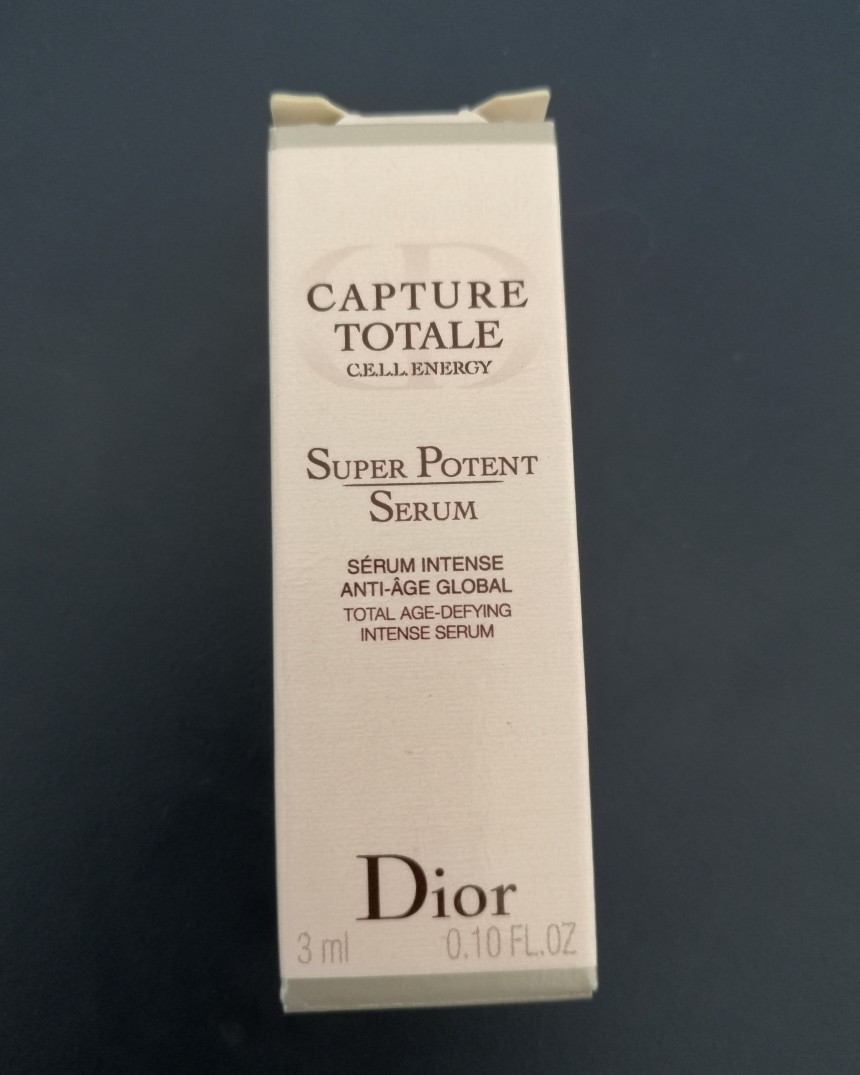 CAPTURE
TOTALE
C.E.L.L. ENERGY
SUPER POTENT
SERUM
SÉRUM INTENSE
ANTI-ÂGE GLOBAL
TOTAL AGE-DEFYING
INTENSE SERUM
Dior
3 ml 0.10 FL.OZ